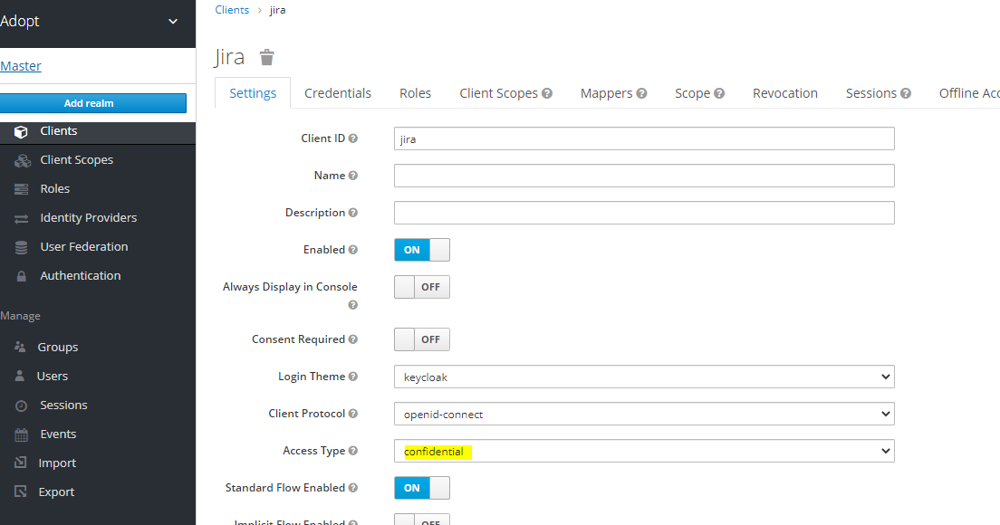 Adopt
Master
Add realm
Clients
Client Scopes
Roles
Identity Providers
User Federation
Authentication
Manage
Groups
Users
Sessions
Events
Import
Export
Clients > jira
Jira
Settings Credentials Roles Client Scopes Mappers Scope Revocation Sessions Offline Acc
Client ID jira
Name
Description
Enabled ON
Always Display in Console OFF
Consent Required OFF
Login Theme keycloak
Client Protocol openid-connect
Access Type confidential
Standard Flow Enabled ON
Implicit Flow Enabled OFF